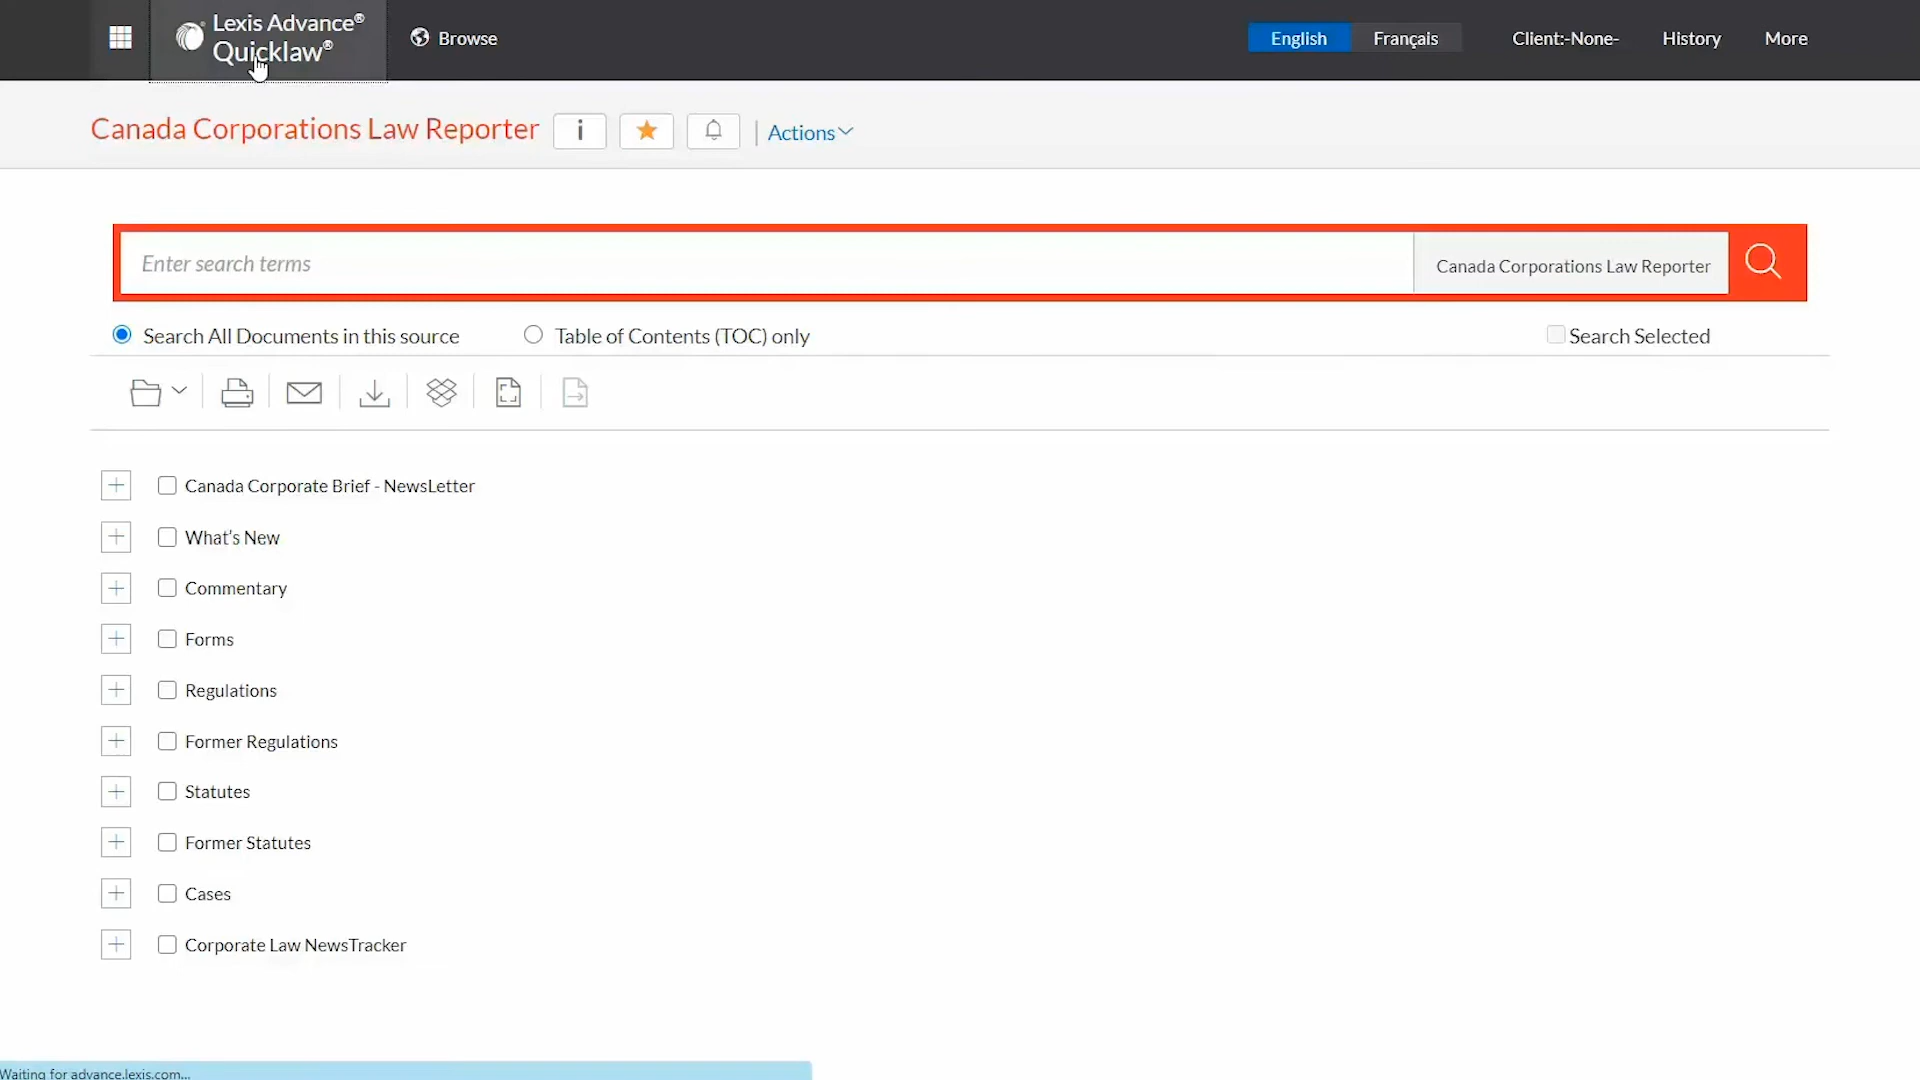 Lexis Advance®
Quicklaw®
Browse
English
Français
Client:-None-
History
More
Canada Corporations Law Reporter
i
Actions
Enter search terms
Canada Corporations Law Reporter
Search All Documents in this source
Table of Contents (TOC) only
Search Selected
Canada Corporate Brief - NewsLetter
What's New
Commentary
Forms
Regulations
Former Regulations
Statutes
Former Statutes
Cases
Corporate Law NewsTracker
Waiting for advance.lexis.com...